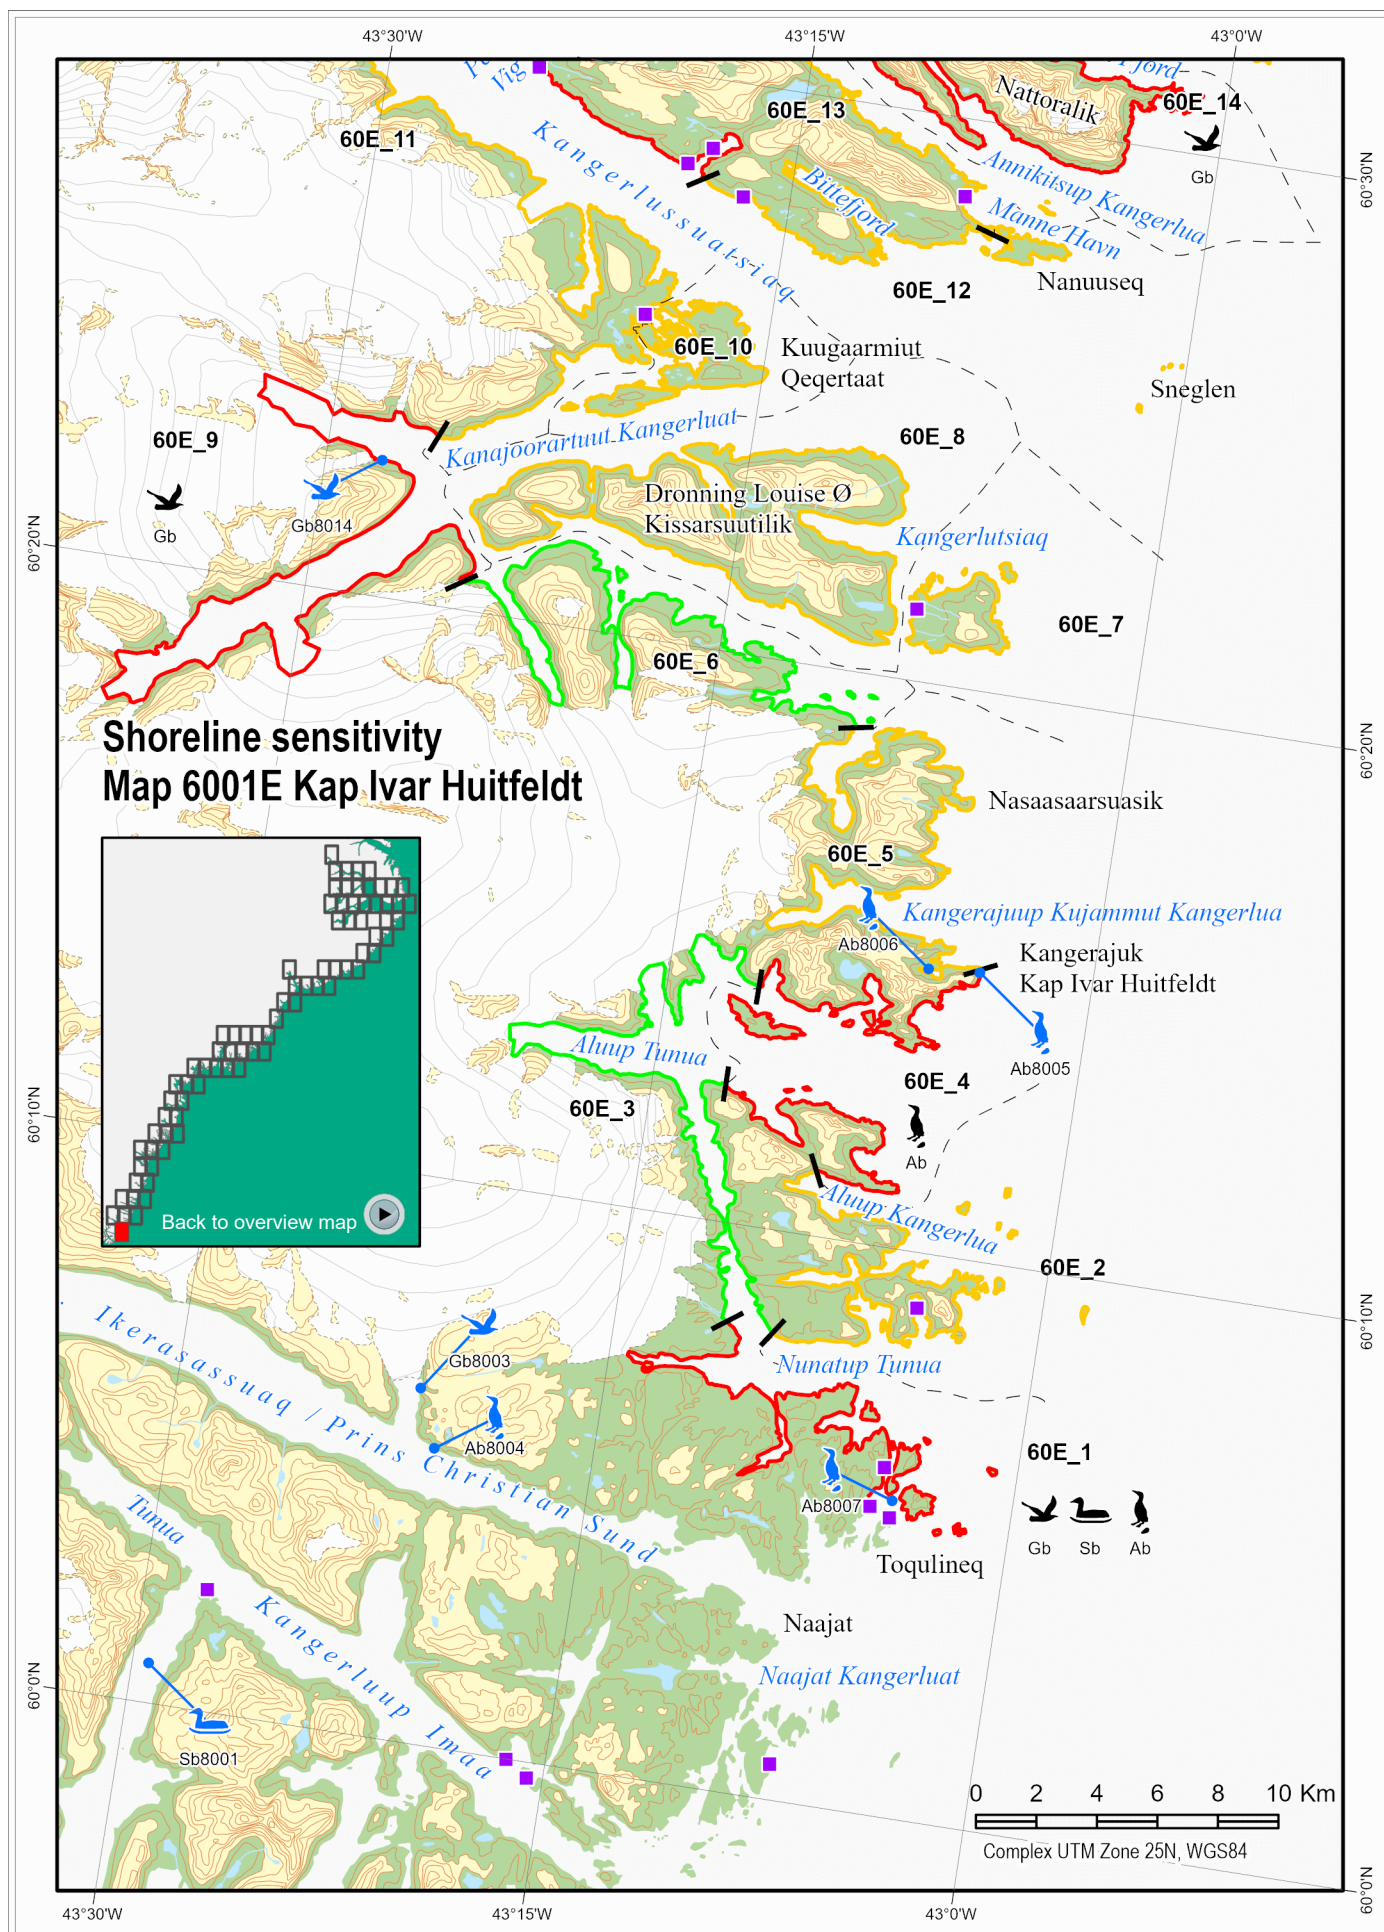 43°30'W
43°15'W
43°0'W
Vig
Fjord
Nattoralik
60E_14
60E_13
60E_11
Gb
Kangerlussuatsiaq
Annikitsup Kangerlua
60°30'N
Bittefjord
Manne Havn
Nanuuseq
60E_12
60E_10
Kuugaarmiut
Qeqertaat
Sneglen
60E_9
Kanajoorartuut Kangerluat
60E_8
Gb
Gb8014
Dronning Louise Ø
Kissarsuutilik
Kangerlutsiaq
60°20'N
60E_7
60E_6
Shoreline sensitivity
Map 6001E Kap Ivar Huitfeldt
60°20'N
Nasaasaarsuasik
60E_5
Kangerajuup Kujammut Kangerlua
Ab8006
Kangerajuk
Kap Ivar Huitfeldt
Aluup Tunua
Ab8005
60E_4
60E_3
60°10'N
Ab
Aluup Kangerlua
Back to overview map
60E_2
60°10'N
Ikerasassuaq / Prins Christian Sund
Gb8003
Nunatup Tunua
Ab8004
60E_1
Ab8007
Gb
Sb
Ab
Tunua
Toqulineq
Kangerluup Imaa
Naajat
Naajat Kangerluat
60°0'N
Sb8001
0 2 4 6 8 10 Km
Complex UTM Zone 25N, WGS84
60°0'N
43°30'W
43°15'W
43°0'W